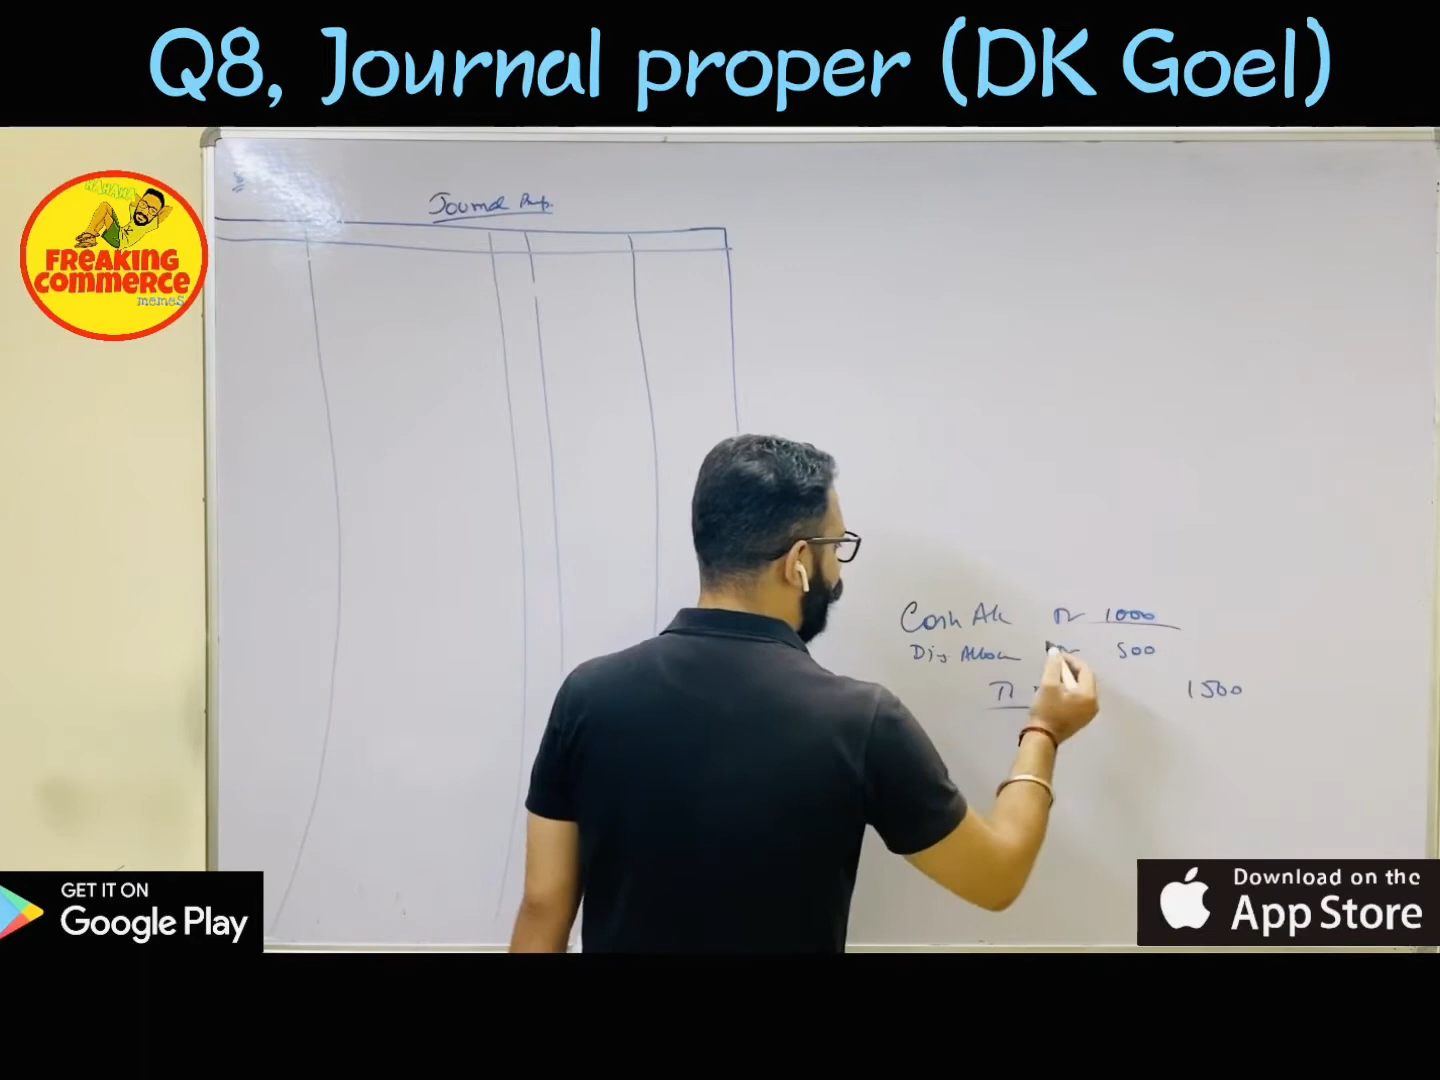 Q8, Journal proper (DK Goel)
HAHAHA
FREAKING
COMMERCE
memes
Journal Prop.
Cash A/c Dr 1000
Dis Allow 500
1500
GET IT ON
Google Play
Download on the
App Store